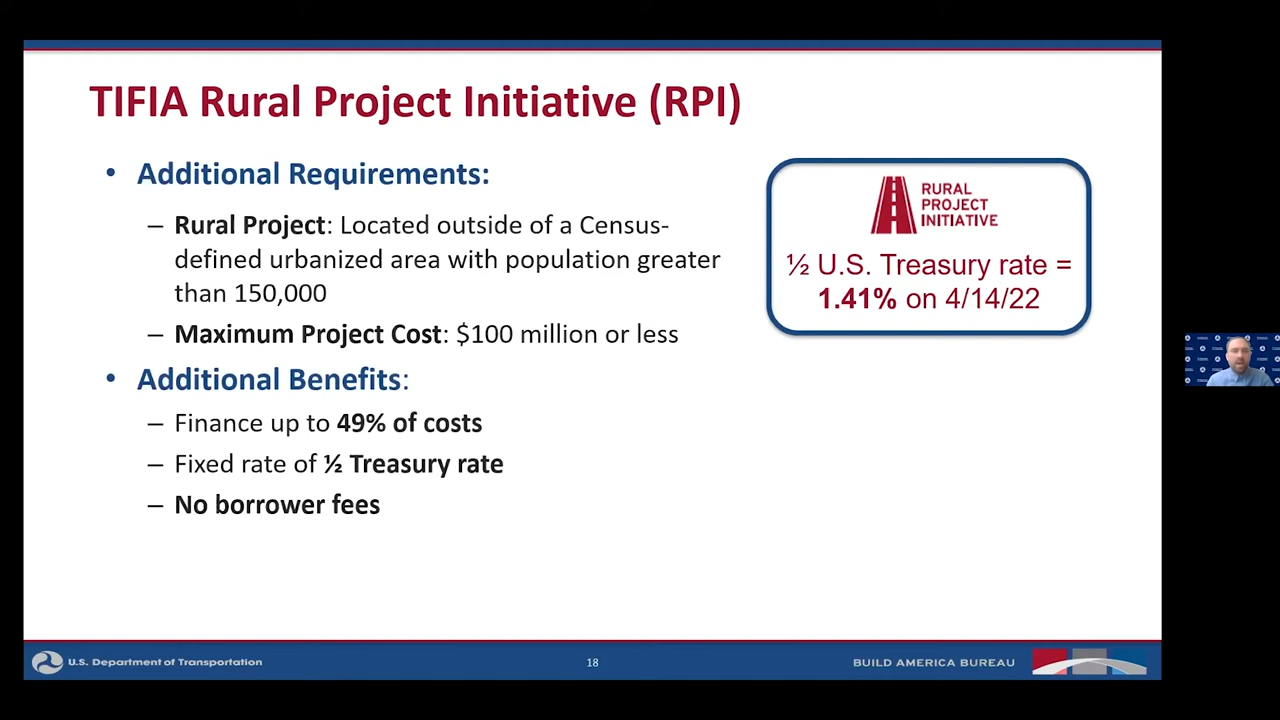 TIFIA Rural Project Initiative (RPI)
• Additional Requirements:
– Rural Project: Located outside of a Census-
defined urbanized area with population greater
than 150,000
– Maximum Project Cost: $100 million or less
• Additional Benefits:
– Finance up to 49% of costs
– Fixed rate of ½ Treasury rate
– No borrower fees
RURAL
PROJECT
INITIATIVE
½ U.S. Treasury rate =
1.41% on 4/14/22
U.S. Department of Transportation
18
BUILD AMERICA BUREAU